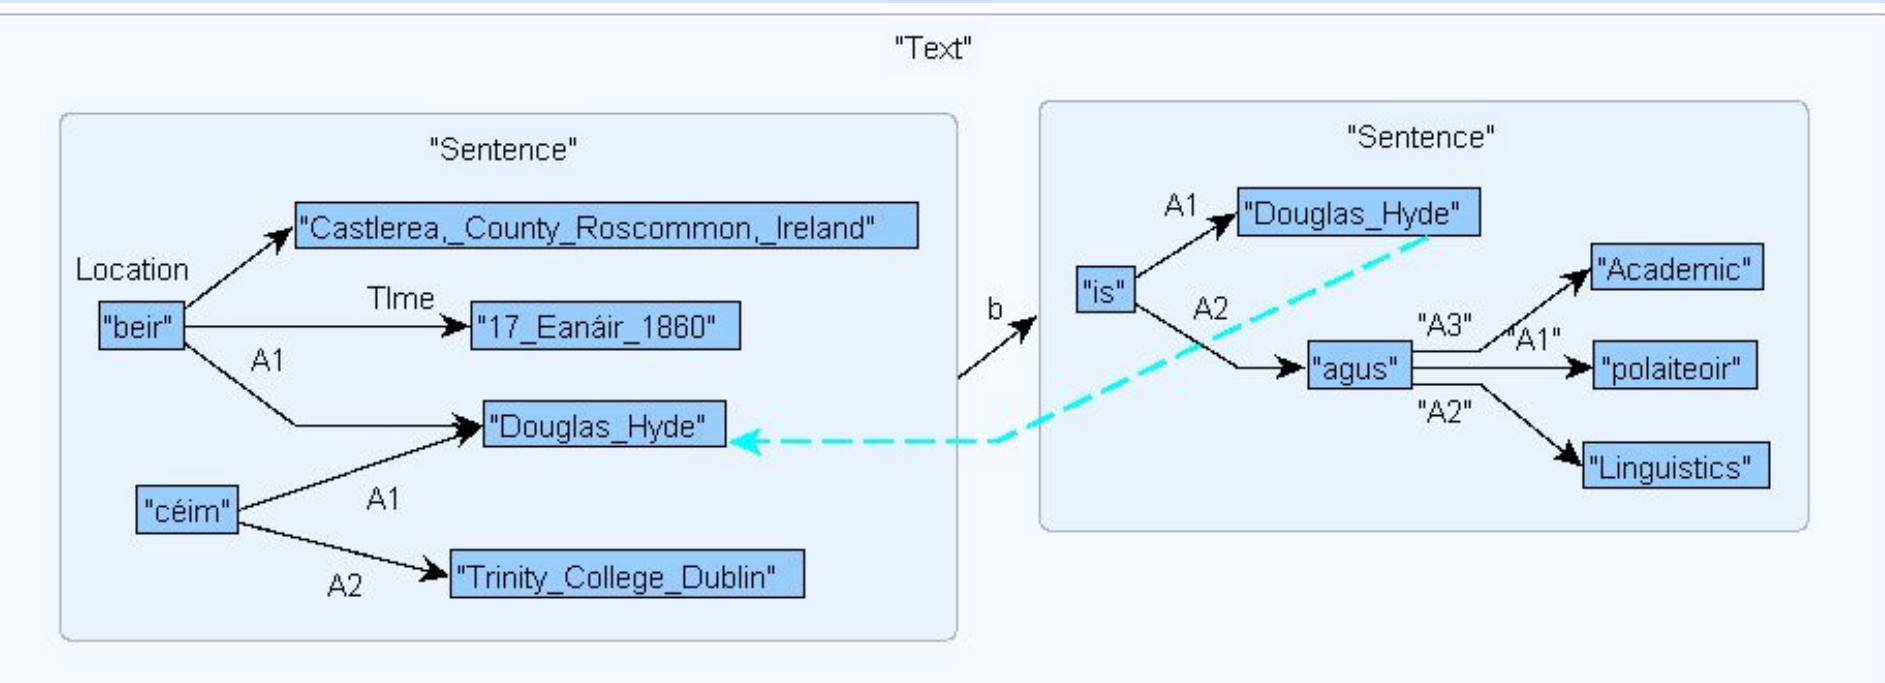 "Text"
"Sentence"
"Castlerea,_County_Roscommon,_Ireland"
Location
TIme
"beir"
"17_Eanáir_1860"
A1
"Douglas_Hyde"
"céim"
A1
A2
"Trinity_College_Dublin"
b
"Sentence"
A1
"Douglas_Hyde"
"is"
A2
"Academic"
"A3"
"A1"
"agus"
"polaiteoir"
"A2"
"Linguistics"